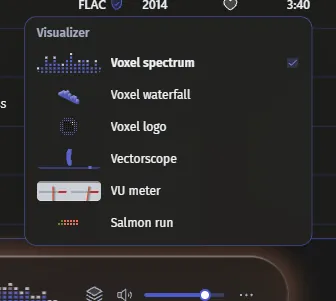 FLAC 2014 3:40
Visualizer
Voxel spectrum
Voxel waterfall
s
Voxel logo
Vectorscope
VU meter
Salmon run